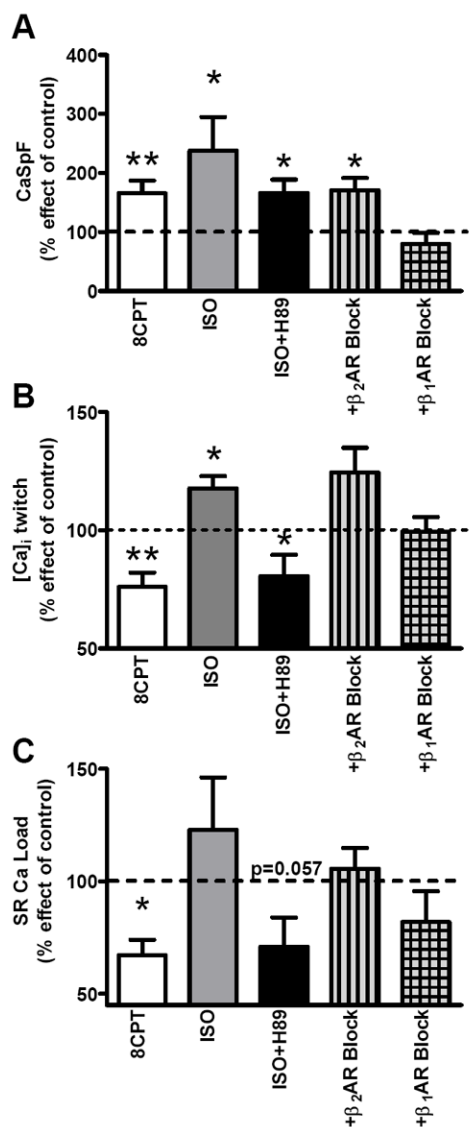 A
CaSpF
(% effect of control)
400
300
200
100
0
**
*
*
*
8CPT
ISO
ISO+H89
+β₂AR Block
+β₁AR Block
B
[Ca]ᵢ twitch
(% effect of control)
150
100
50
**
*
*
8CPT
ISO
ISO+H89
+β₂AR Block
+β₁AR Block
C
SR Ca Load
(% effect of control)
150
100
50
*
p=0.057
8CPT
ISO
ISO+H89
+β₂AR Block
+β₁AR Block